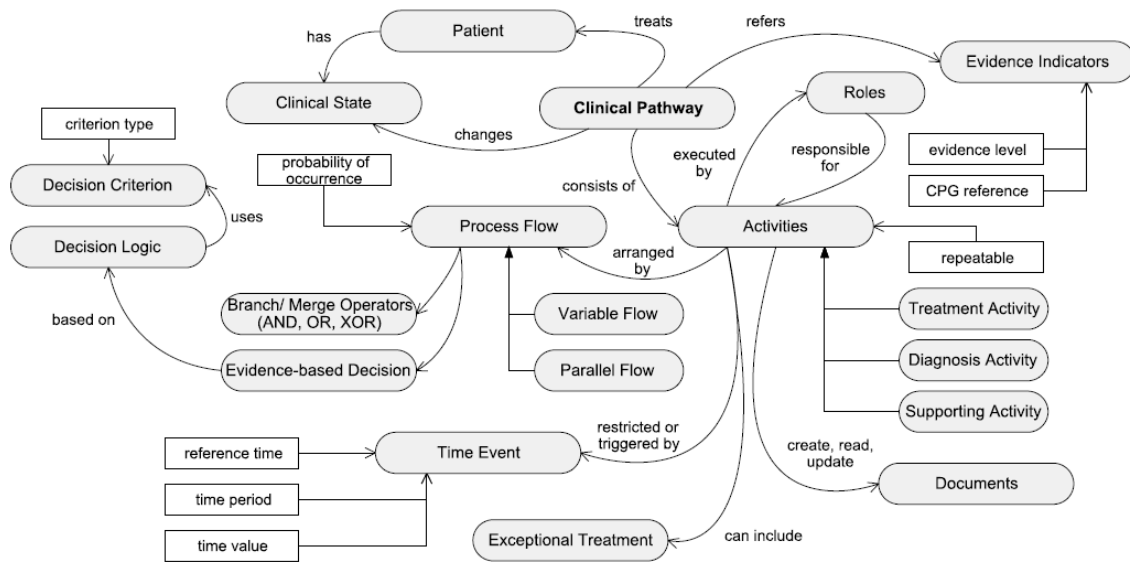 Patient
treats
refers
has
Evidence Indicators
Clinical State
Clinical Pathway
Roles
criterion type
changes
probability of
occurrence
executed
by
responsible
for
evidence level
Decision Criterion
consists of
CPG reference
uses
Process Flow
Activities
Decision Logic
arranged
by
repeatable
Branch/ Merge Operators
(AND, OR, XOR)
Variable Flow
Treatment Activity
based on
Evidence-based Decision
Parallel Flow
Diagnosis Activity
Supporting Activity
restricted or
triggered by
reference time
Time Event
create, read,
update
Documents
time period
time value
Exceptional Treatment
can include